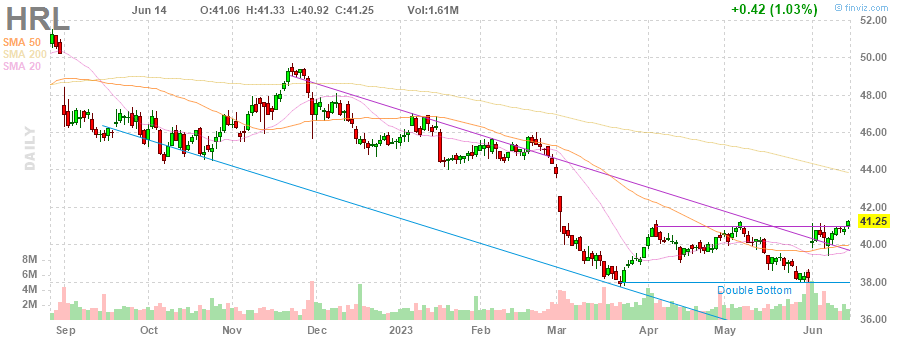 HRL
Jun 14 O:41.06 H:41.33 L:40.92 C:41.25 Vol:1.61M +0.42 (1.03%) © finviz.com
SMA 50
SMA 200
SMA 20
DAILY
52.00
50.00
48.00
46.00
44.00
42.00
41.25
40.00
38.00
36.00
8M
6M
4M
2M
Double Bottom
Sep Oct Nov Dec 2023 Feb Mar Apr May Jun